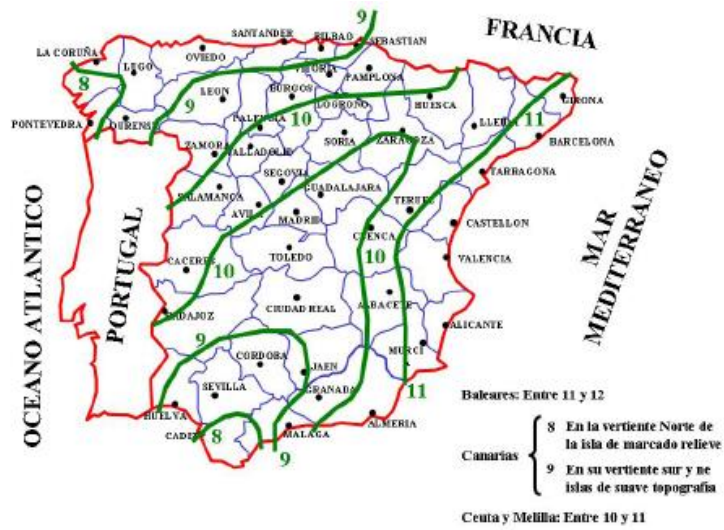 9
SANTANDER
BILBAO
SEBASTIAN
FRANCIA
LA CORUÑA
OVIEDO
LUGO
VITORIA
PAMPLONA
8
LEON
BURGOS
9
LOGROÑO
HUESCA
11
GIRONA
10
PONTEVEDRA
OURENSE
PALENCIA
LLEIDA
ZARAGOZA
BARCELONA
ZAMORA
VALLADOLID
SORIA
TARRAGONA
SEGOVIA
SALAMANCA
GUADALAJARA
AVILA
TERUEL
MADRID
CASTELLON
CUENCA
CACERES
TOLEDO
10
VALENCIA
10
OCEANO ATLANTICO
PORTUGAL
MAR
MEDITERRANEO
CIUDAD REAL
ALBACETE
BADAJOZ
ALICANTE
9
CORDOBA
MURCI
JAEN
SEVILLA
GRANADA
11
HUELVA
ALMERIA
CADIZ
8
MALAGA
9
Baleares: Entre 11 y 12
Canarias
8 En la vertiente Norte de
la isla de marcado relieve
9 En su vertiente sur y ne
islas de suave topografia
Ceuta y Melilla: Entre 10 y 11